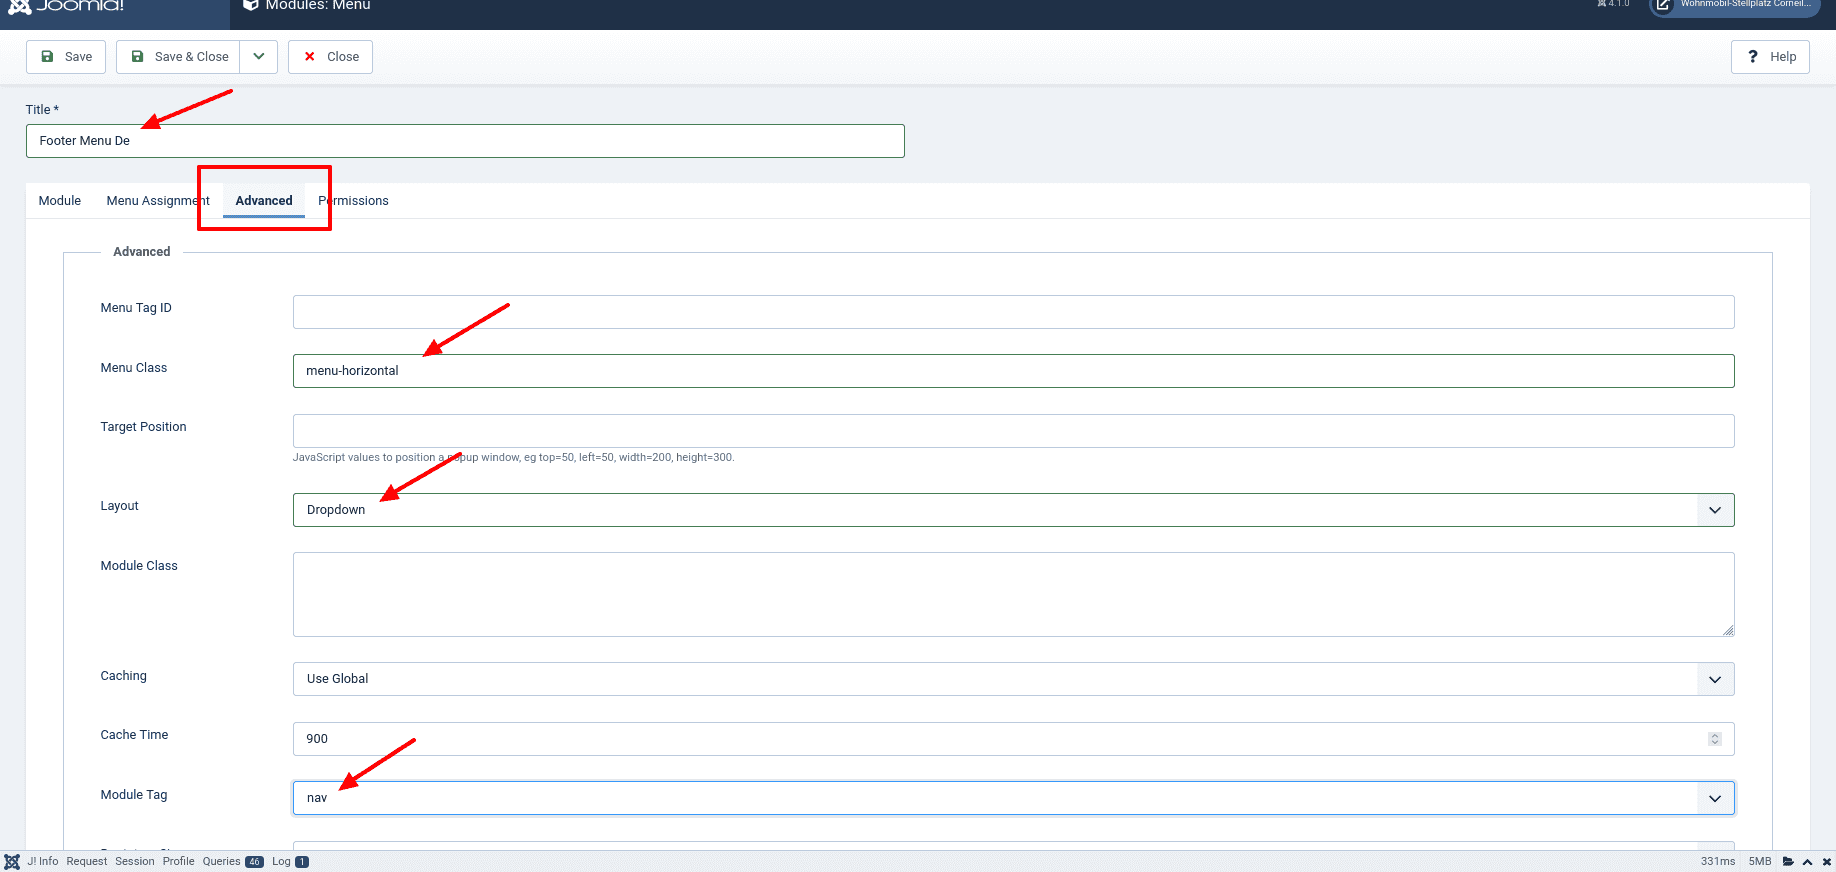 Joomla!
Modules: Menu
4.1.0
Wohnmobil-Stellplatz Corneil...
Save
Save & Close
Close
? Help
Title *
Footer Menu De
Module
Menu Assignment
Advanced
Permissions
Advanced
Menu Tag ID
Menu Class
menu-horizontal
Target Position
JavaScript values to position a popup window, eg top=50, left=50, width=200, height=300.
Layout
Dropdown
Module Class
Caching
Use Global
Cache Time
900
Module Tag
nav
J! Info Request Session Profile Queries 46 Log 1
331ms 5MB